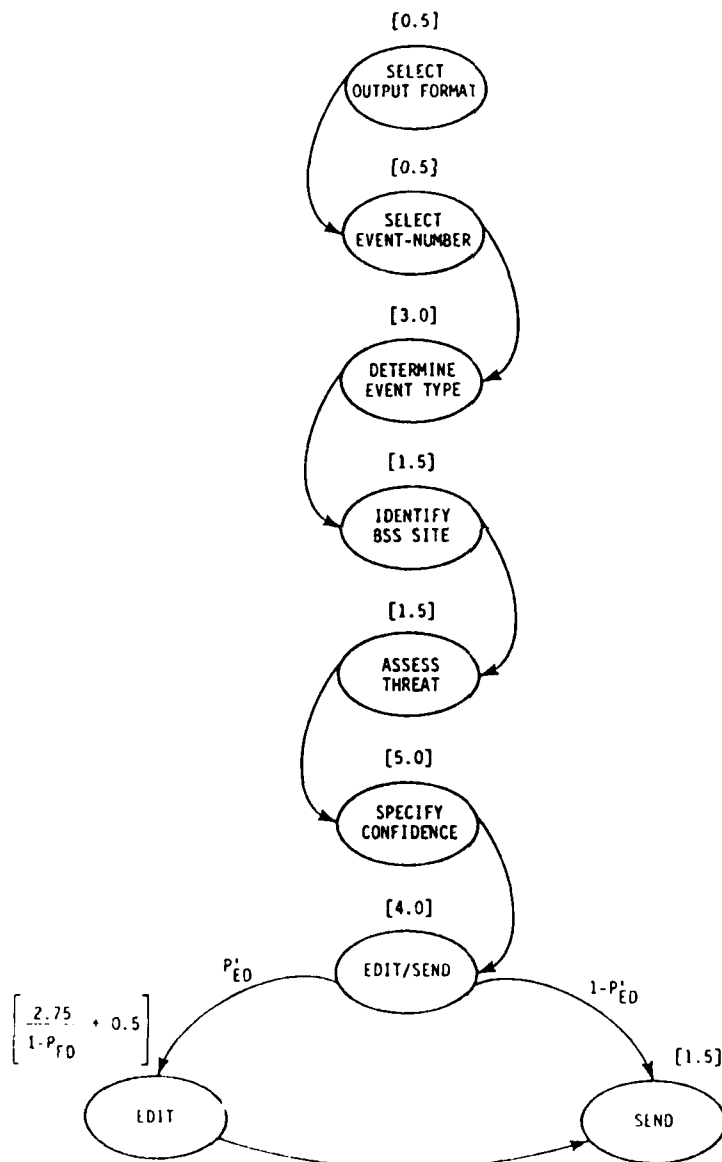 [0.5]
SELECT
OUTPUT FORMAT
[0.5]
SELECT
EVENT-NUMBER
[3.0]
DETERMINE
EVENT TYPE
[1.5]
IDENTIFY
BSS SITE
[1.5]
ASSESS
THREAT
[5.0]
SPECIFY
CONFIDENCE
[4.0]
EDIT/SEND
P'ED
1-P'ED
[2.75 / 1-PED + 0.5]
[1.5]
EDIT
SEND